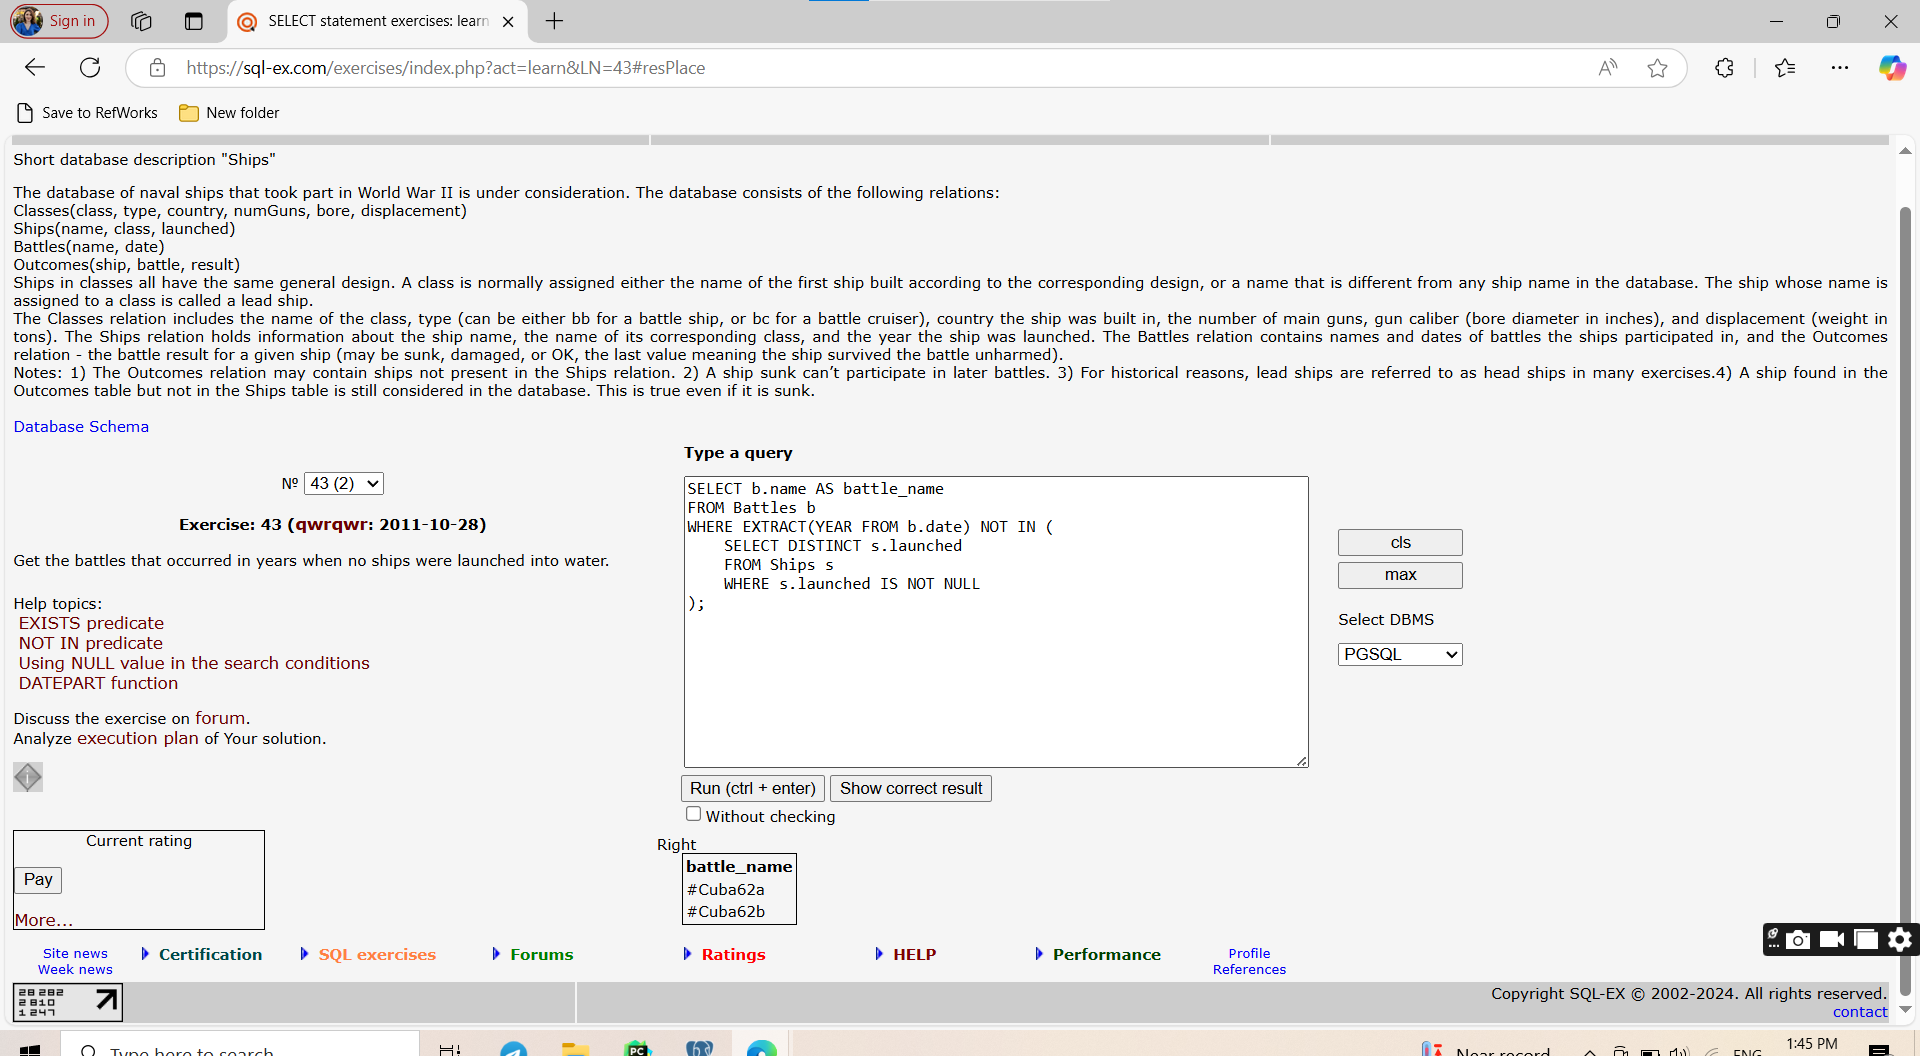 Sign in
SELECT statement exercises: learn
https://sql-ex.com/exercises/index.php?act=learn&LN=43#resPlace
Save to RefWorks
New folder
Short database description "Ships"
The database of naval ships that took part in World War II is under consideration. The database consists of the following relations:
Classes(class, type, country, numGuns, bore, displacement)
Ships(name, class, launched)
Battles(name, date)
Outcomes(ship, battle, result)
Ships in classes all have the same general design. A class is normally assigned either the name of the first ship built according to the corresponding design, or a name that is different from any ship name in the database. The ship whose name is
assigned to a class is called a lead ship.
The Classes relation includes the name of the class, type (can be either bb for a battle ship, or bc for a battle cruiser), country the ship was built in, the number of main guns, gun caliber (bore diameter in inches), and displacement (weight in
tons). The Ships relation holds information about the ship name, the name of its corresponding class, and the year the ship was launched. The Battles relation contains names and dates of battles the ships participated in, and the Outcomes
relation - the battle result for a given ship (may be sunk, damaged, or OK, the last value meaning the ship survived the battle unharmed).
Notes: 1) The Outcomes relation may contain ships not present in the Ships relation. 2) A ship sunk can’t participate in later battles. 3) For historical reasons, lead ships are referred to as head ships in many exercises.4) A ship found in the
Outcomes table but not in the Ships table is still considered in the database. This is true even if it is sunk.
Database Schema
Nº 43 (2)
Exercise: 43 (qwrqwr: 2011-10-28)
Get the battles that occurred in years when no ships were launched into water.
Help topics:
EXISTS predicate
NOT IN predicate
Using NULL value in the search conditions
DATEPART function
Discuss the exercise on forum.
Analyze execution plan of Your solution.
Current rating
Pay
More...
Type a query
SELECT b.name AS battle_name
FROM Battles b
WHERE EXTRACT(YEAR FROM b.date) NOT IN (
    SELECT DISTINCT s.launched
    FROM Ships s
    WHERE s.launched IS NOT NULL
);
cls
max
Select DBMS
PGSQL
Run (ctrl + enter)
Show correct result
Without checking
Right
battle_name
#Cuba62a
#Cuba62b
Site news
Week news
Certification
SQL exercises
Forums
Ratings
HELP
Performance
Profile
References
28 282
2 810
1 247
Copyright SQL-EX © 2002-2024. All rights reserved.
contact
Type here to search
PC
Near record
ENG
1:45 PM